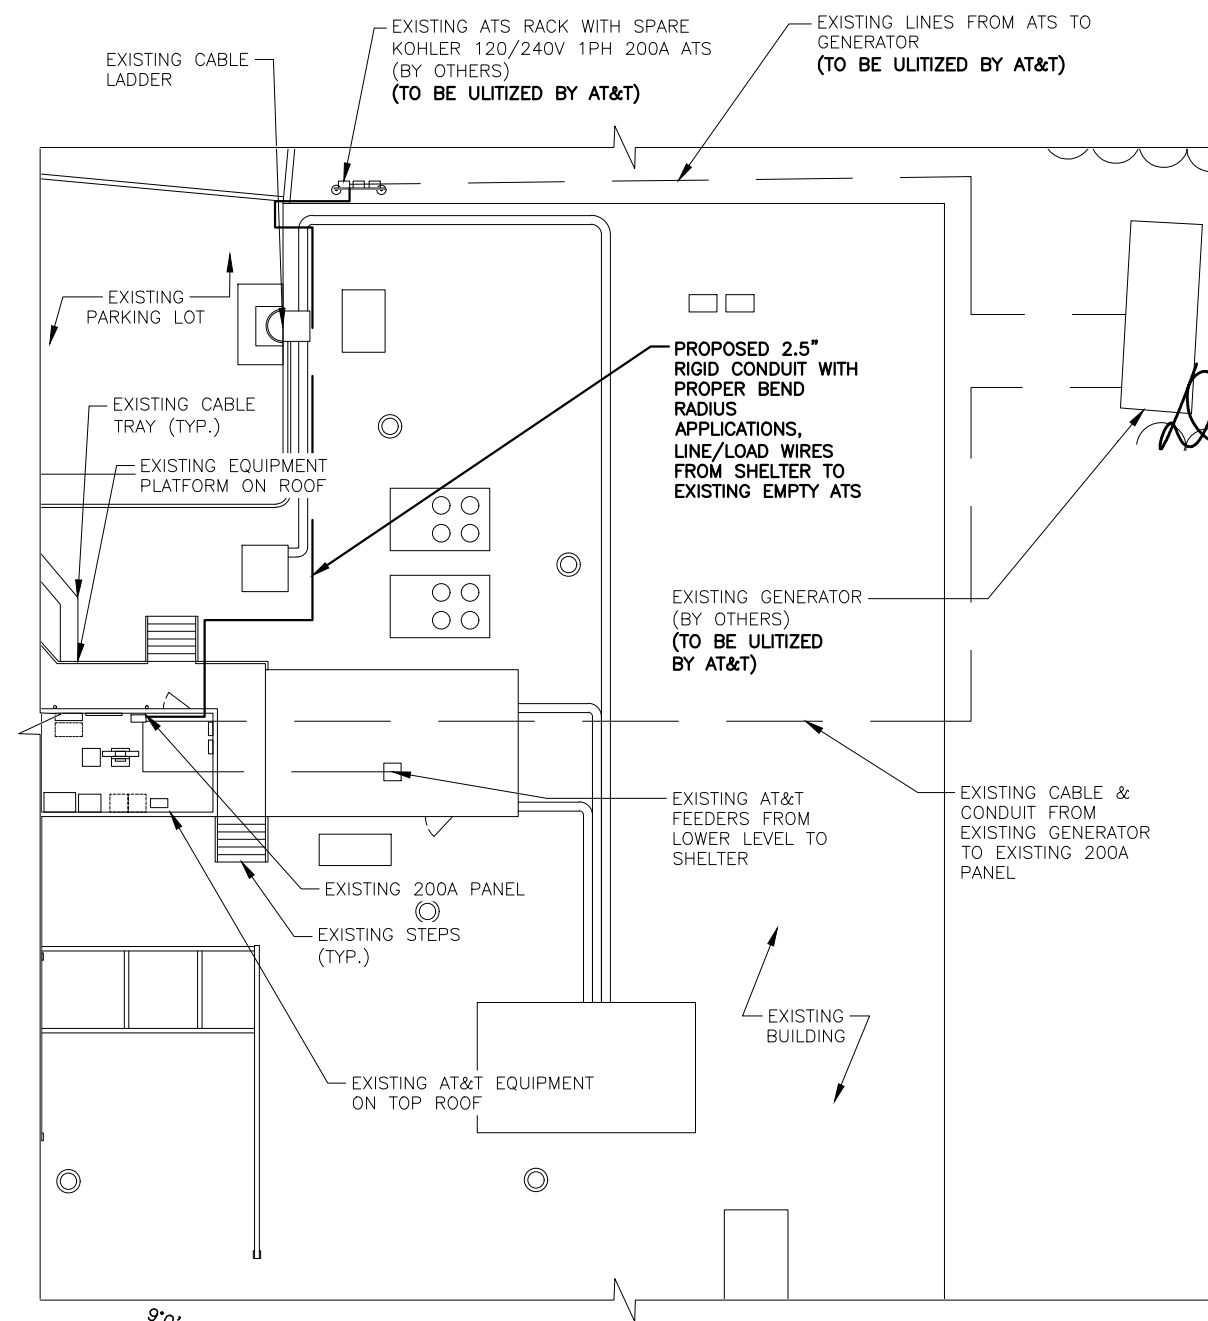 EXISTING ATS RACK WITH SPARE
KOHLER 120/240V 1PH 200A ATS
(BY OTHERS)
(TO BE ULITIZED BY AT&T)
EXISTING LINES FROM ATS TO
GENERATOR
(TO BE ULITIZED BY AT&T)
EXISTING CABLE
LADDER
EXISTING
PARKING LOT
PROPOSED 2.5"
RIGID CONDUIT WITH
PROPER BEND
RADIUS
APPLICATIONS,
LINE/LOAD WIRES
FROM SHELTER TO
EXISTING EMPTY ATS
EXISTING CABLE
TRAY (TYP.)
EXISTING EQUIPMENT
PLATFORM ON ROOF
EXISTING GENERATOR
(BY OTHERS)
(TO BE ULITIZED
BY AT&T)
EXISTING AT&T
FEEDERS FROM
LOWER LEVEL TO
SHELTER
EXISTING CABLE &
CONDUIT FROM
EXISTING GENERATOR
TO EXISTING 200A
PANEL
EXISTING 200A PANEL
EXISTING STEPS
(TYP.)
EXISTING
BUILDING
EXISTING AT&T EQUIPMENT
ON TOP ROOF